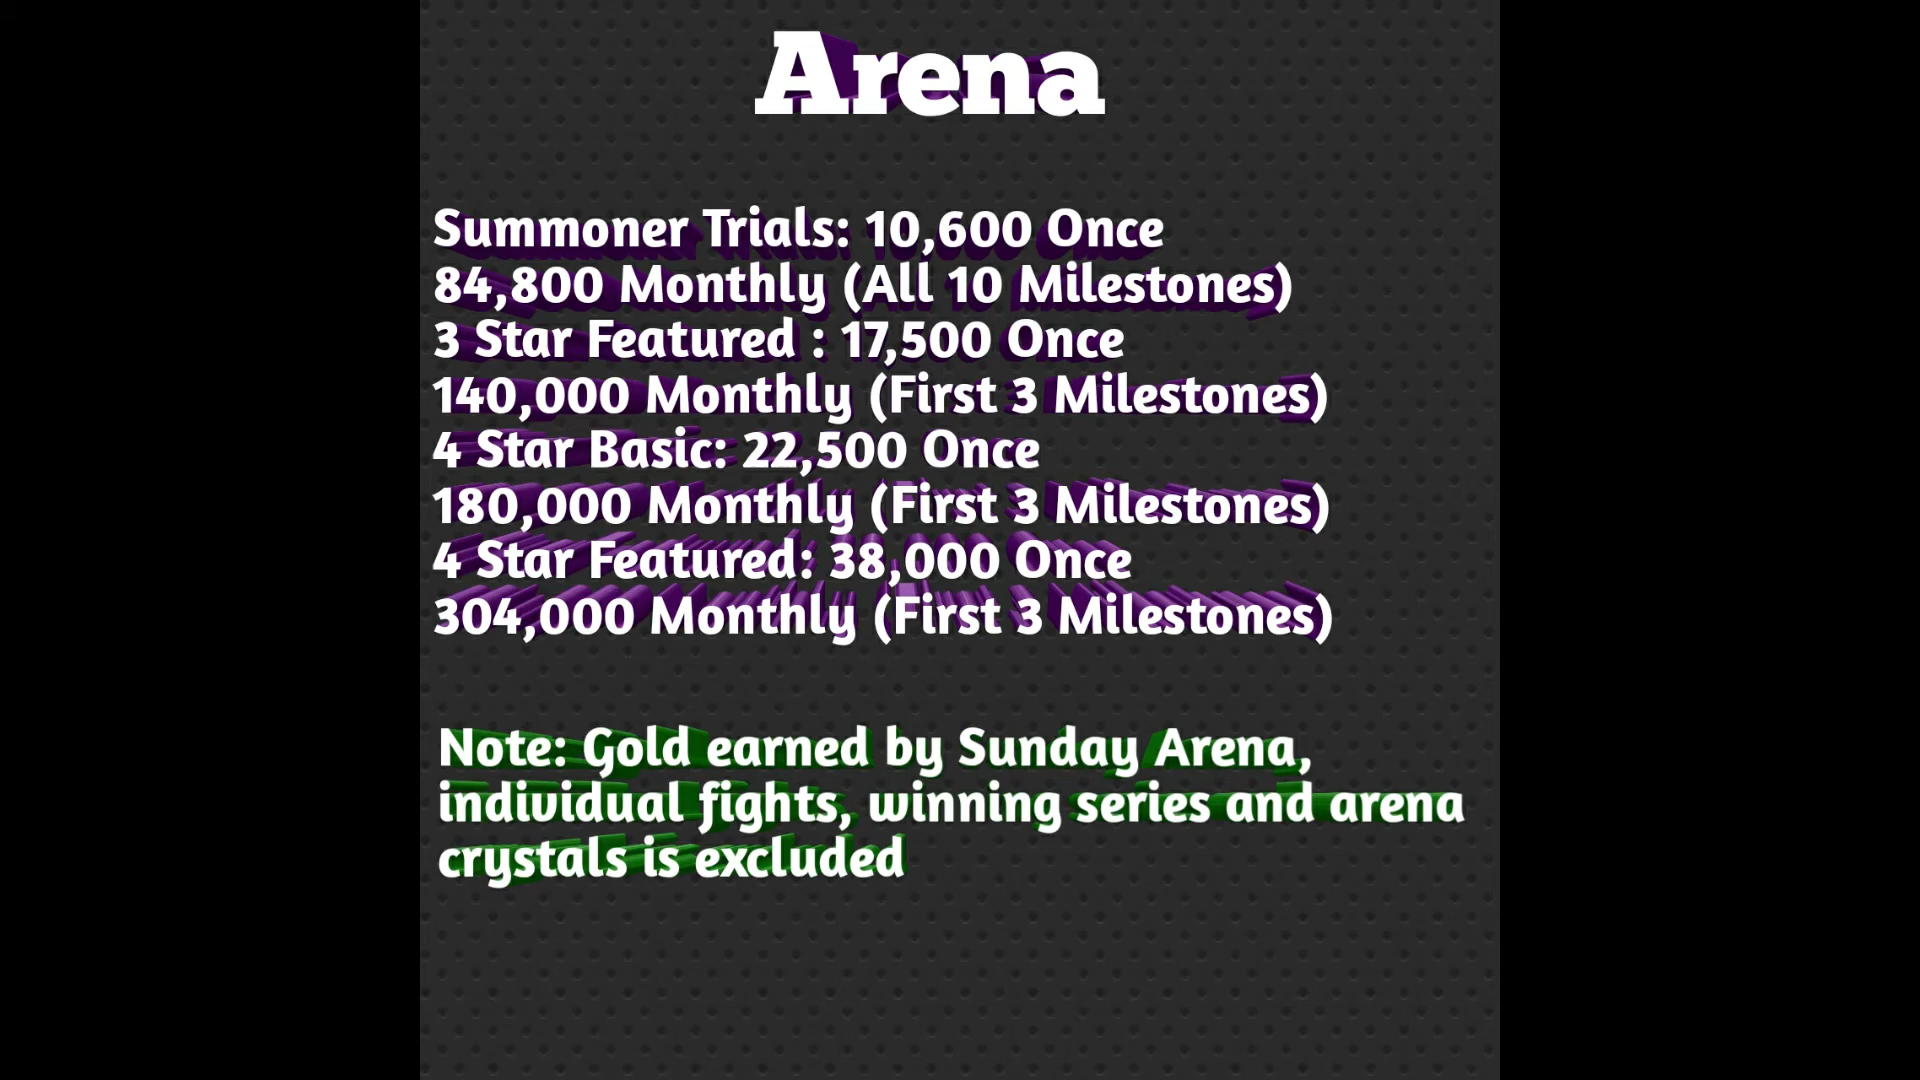 Arena
Summoner Trials: 10,600 Once
84,800 Monthly (All 10 Milestones)
3 Star Featured : 17,500 Once
140,000 Monthly (First 3 Milestones)
4 Star Basic: 22,500 Once
180,000 Monthly (First 3 Milestones)
4 Star Featured: 38,000 Once
304,000 Monthly (First 3 Milestones)
Note: Gold earned by Sunday Arena,
individual fights, winning series and arena
crystals is excluded